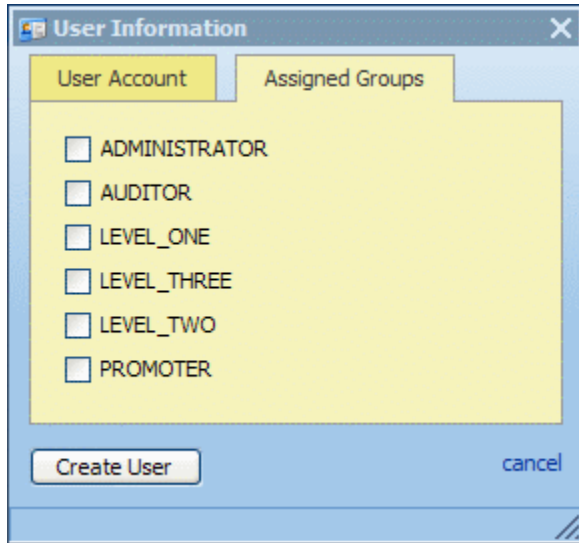 User Information
User Account
Assigned Groups
ADMINISTRATOR
AUDITOR
LEVEL_ONE
LEVEL_THREE
LEVEL_TWO
PROMOTER
Create User
cancel